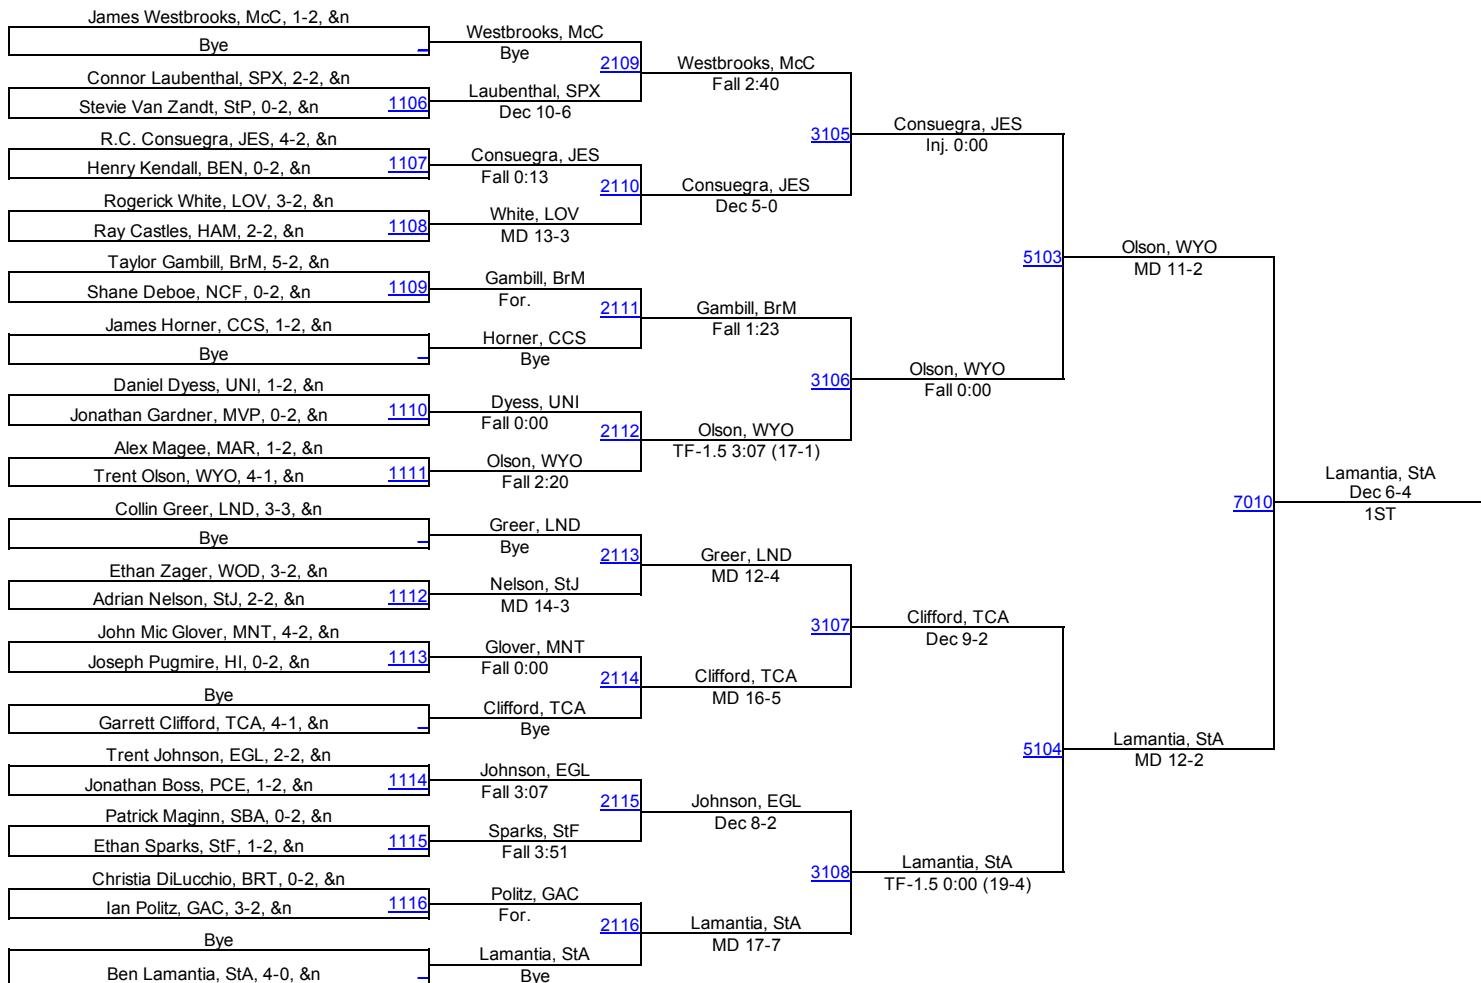 James Westbrooks, McC, 1-2, &n
Bye
Connor Laubenthal, SPX, 2-2, &n
Stevie Van Zandt, StP, 0-2, &n
1106
R.C. Consuegra, JES, 4-2, &n
Henry Kendall, BEN, 0-2, &n
1107
Rogerick White, LOV, 3-2, &n
Ray Castles, HAM, 2-2, &n
1108
Taylor Gambill, BrM, 5-2, &n
Shane Deboe, NCF, 0-2, &n
1109
James Horner, CCS, 1-2, &n
Bye
Daniel Dyess, UNI, 1-2, &n
Jonathan Gardner, MVP, 0-2, &n
1110
Alex Magee, MAR, 1-2, &n
Trent Olson, WYO, 4-1, &n
1111
Collin Greer, LND, 3-3, &n
Bye
Ethan Zager, WOD, 3-2, &n
Adrian Nelson, StJ, 2-2, &n
1112
John Mic Glover, MNT, 4-2, &n
Joseph Pugmire, HI, 0-2, &n
1113
Bye
Garrett Clifford, TCA, 4-1, &n
Trent Johnson, EGL, 2-2, &n
Jonathan Boss, PCE, 1-2, &n
1114
Patrick Maginn, SBA, 0-2, &n
Ethan Sparks, StF, 1-2, &n
1115
Christia DiLucchio, BRT, 0-2, &n
Ian Politz, GAC, 3-2, &n
1116
Bye
Ben Lamantia, StA, 4-0, &n
Westbrooks, McC
Bye
2109
Laubenthal, SPX
Dec 10-6
Consuegra, JES
Fall 0:13
2110
White, LOV
MD 13-3
Gambill, BrM
For.
2111
Horner, CCS
Bye
Dyess, UNI
Fall 0:00
2112
Olson, WYO
Fall 2:20
Greer, LND
Bye
2113
Nelson, StJ
MD 14-3
Glover, MNT
Fall 0:00
2114
Clifford, TCA
Bye
Johnson, EGL
Fall 3:07
2115
Sparks, StF
Fall 3:51
Politz, GAC
For.
2116
Lamantia, StA
Bye
Westbrooks, McC
Fall 2:40
3105
Consuegra, JES
Dec 5-0
Gambill, BrM
Fall 1:23
3106
Olson, WYO
TF-1.5 3:07 (17-1)
Greer, LND
MD 12-4
3107
Clifford, TCA
MD 16-5
Johnson, EGL
Dec 8-2
3108
Lamantia, StA
MD 17-7
Consuegra, JES
Inj. 0:00
5103
Olson, WYO
Fall 0:00
Clifford, TCA
Dec 9-2
5104
Lamantia, StA
TF-1.5 0:00 (19-4)
Olson, WYO
MD 11-2
7010
Lamantia, StA
MD 12-2
Lamantia, StA
Dec 6-4
1ST